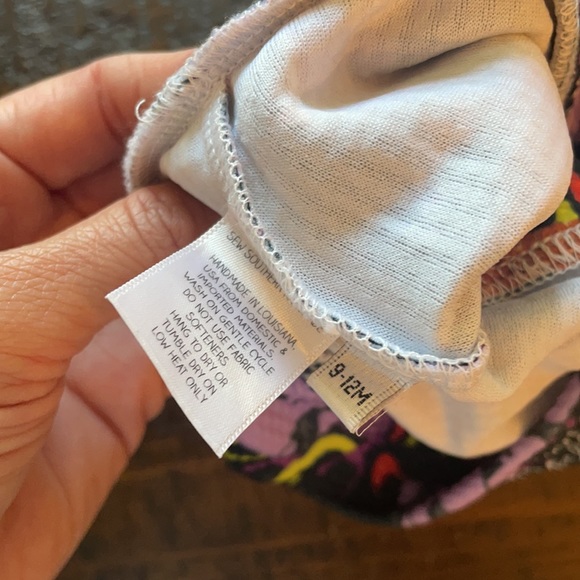 SEW SOUTHERN
HANDMADE IN LOUISIANA,
USA FROM DOMESTIC &
IMPORTED MATERIALS.
WASH ON GENTLE CYCLE
DO NOT USE FABRIC
SOFTENERS
HANG TO DRY OR
TUMBLE DRY ON
LOW HEAT ONLY
9-12M